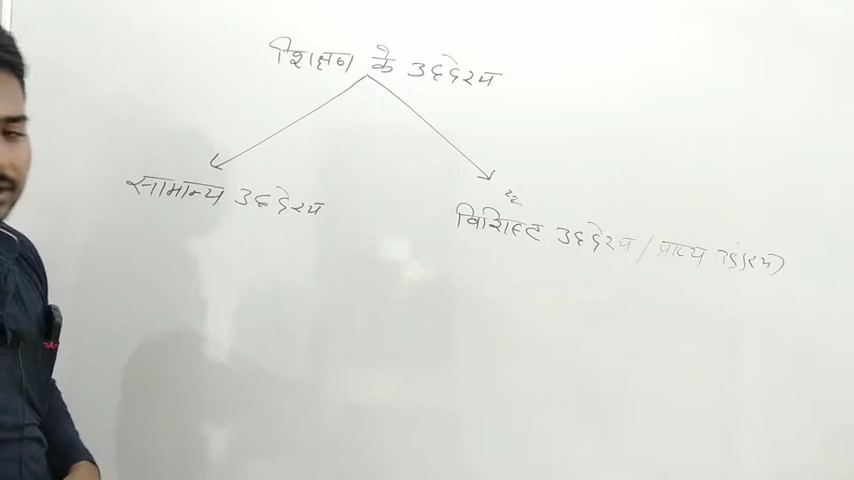 शिक्षण के उद्देश्य
सामान्य उद्देश्य
विशिष्ट उद्देश्य / प्राप्य उद्देश्य